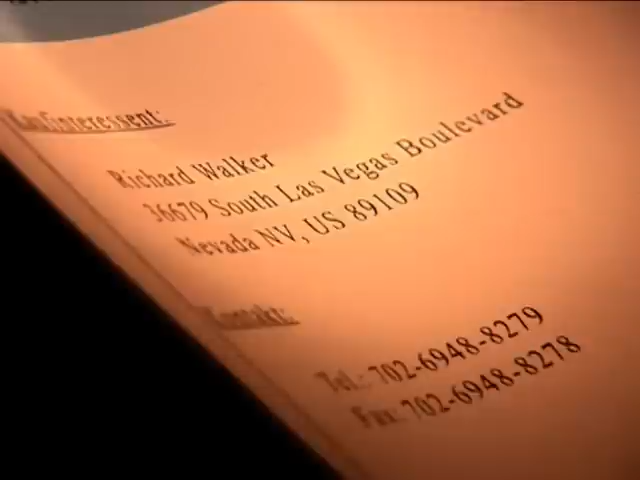 Kaufinteressent:
Richard Walker
36679 South Las Vegas Boulevard
Nevada NV, US 89109
Kontakt:
Tel.: 702-6948-8279
Fax: 702-6948-8278